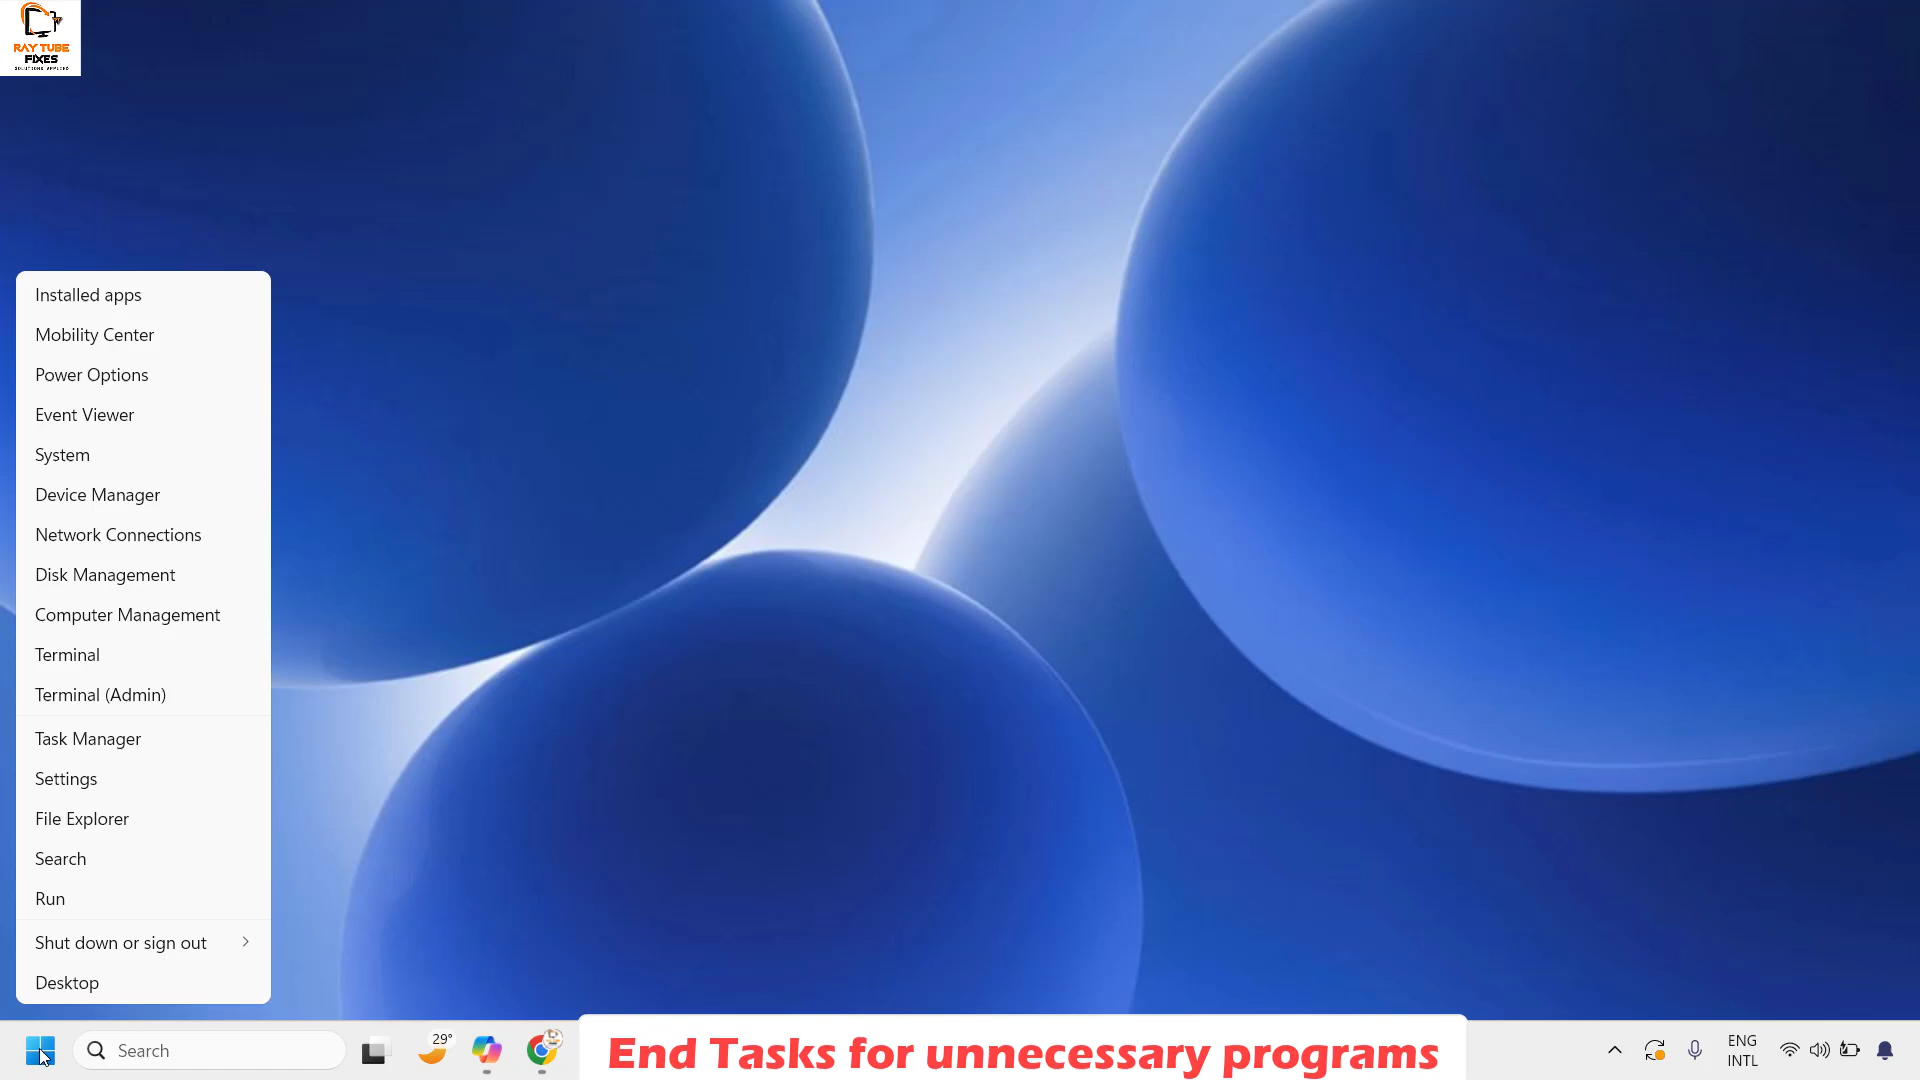 RAY TUBE
FIXES
SOLUTIONS APPLIED
Installed apps
Mobility Center
Power Options
Event Viewer
System
Device Manager
Network Connections
Disk Management
Computer Management
Terminal
Terminal (Admin)
Task Manager
Settings
File Explorer
Search
Run
Shut down or sign out
Desktop
Search
29°
End Tasks for unnecessary programs
ENG
INTL